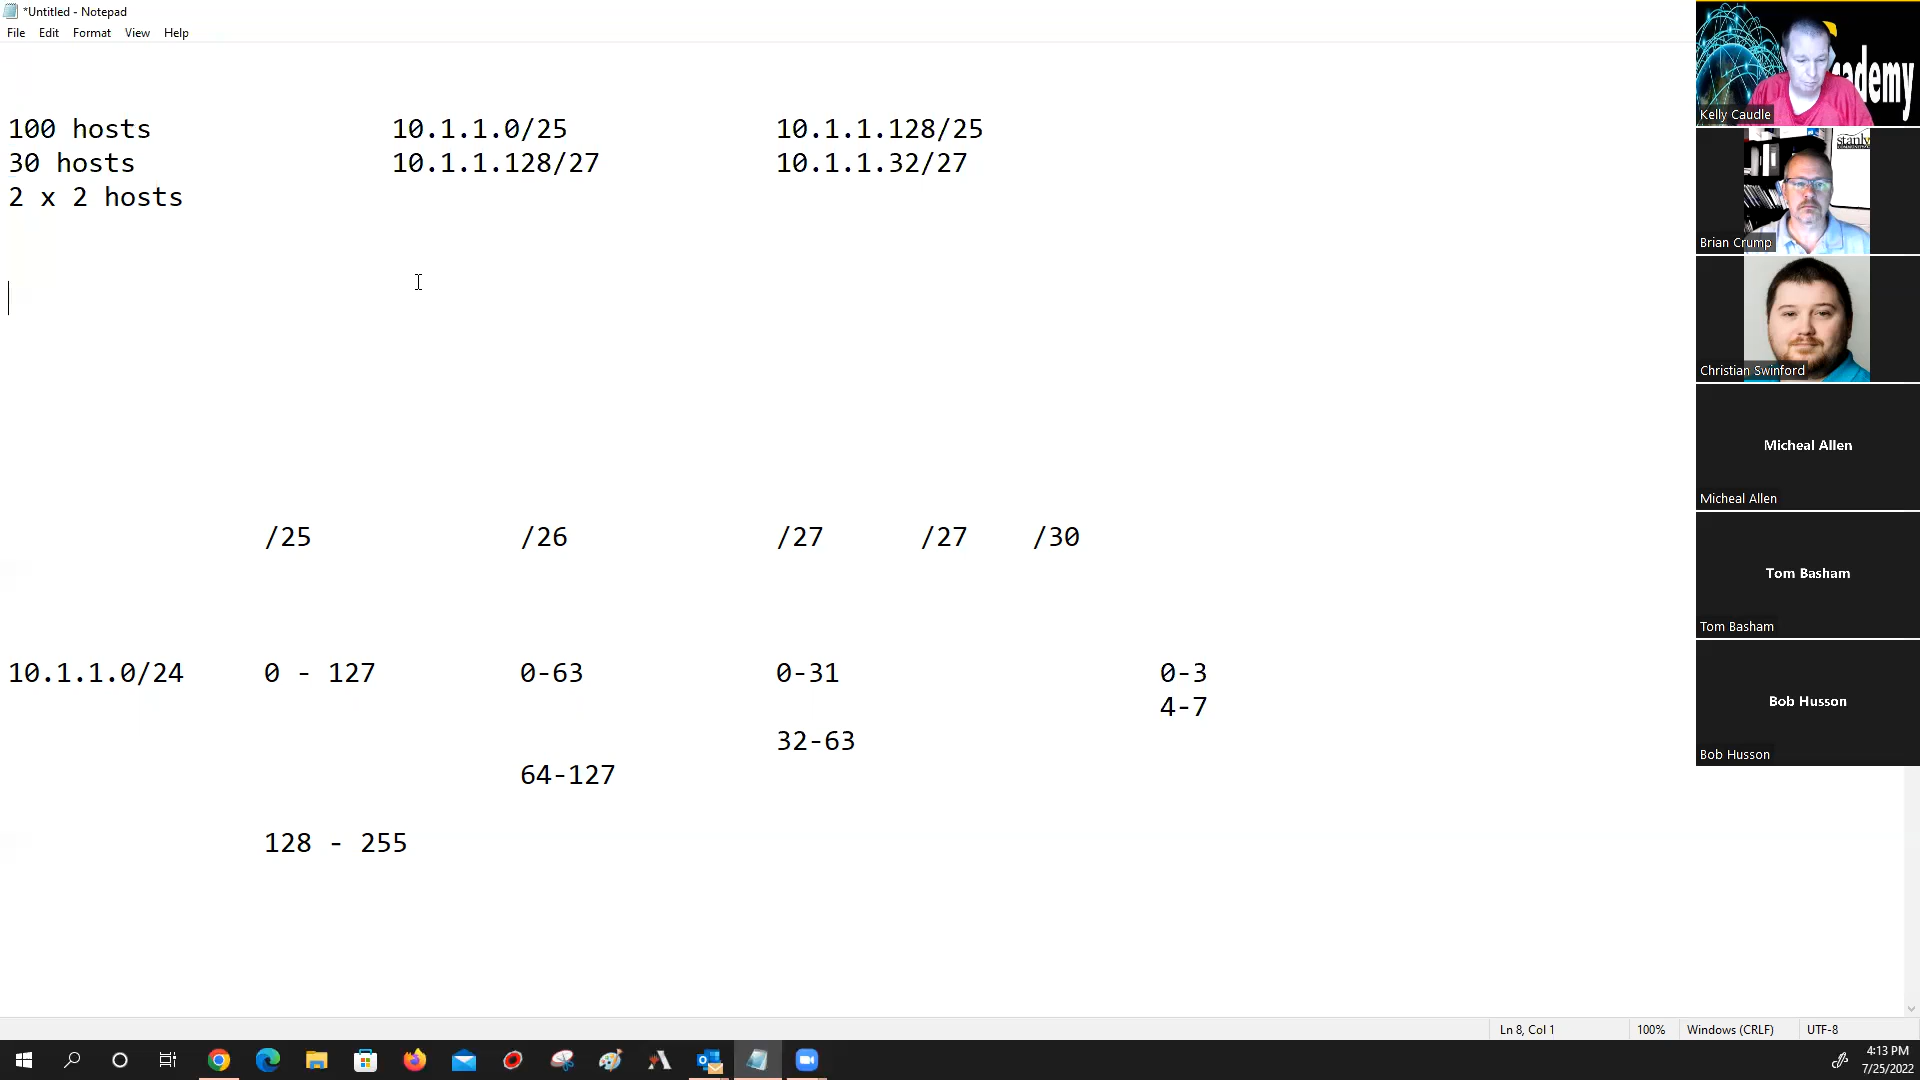 *Untitled - Notepad
File Edit Format View Help
100 hosts 10.1.1.0/25 10.1.1.128/25
30 hosts 10.1.1.128/27 10.1.1.32/27
2 x 2 hosts
/25 /26 /27 /27 /30
10.1.1.0/24 0 - 127 0-63 0-31 0-3
4-7
32-63
64-127
128 - 255
Ln 8, Col 1 100% Windows (CRLF) UTF-8
4:13 PM
7/25/2022
cademy
Kelly Caudle
stanly
Brian Crump
Christian Swinford
Micheal Allen
Micheal Allen
Tom Basham
Tom Basham
Bob Husson
Bob Husson